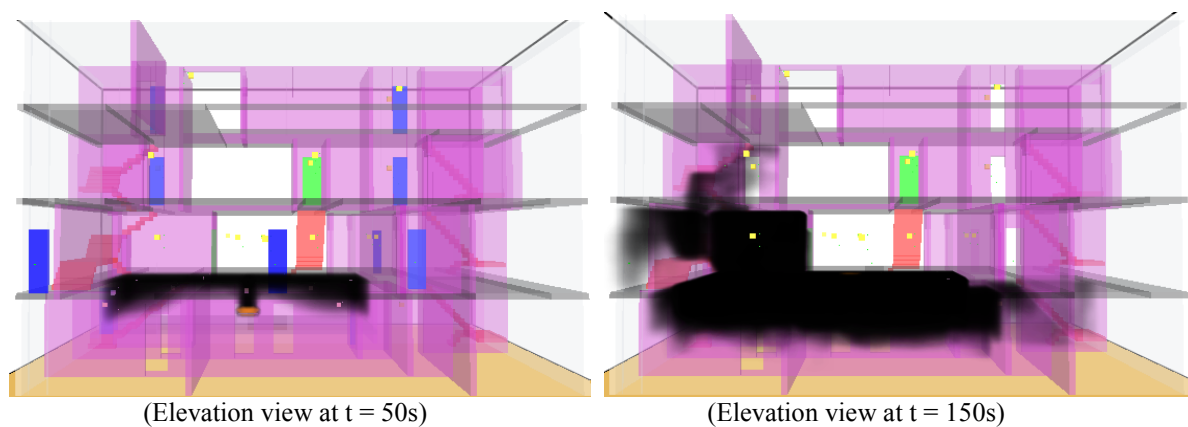 (Elevation view at t = 50s)
(Elevation view at t = 150s)